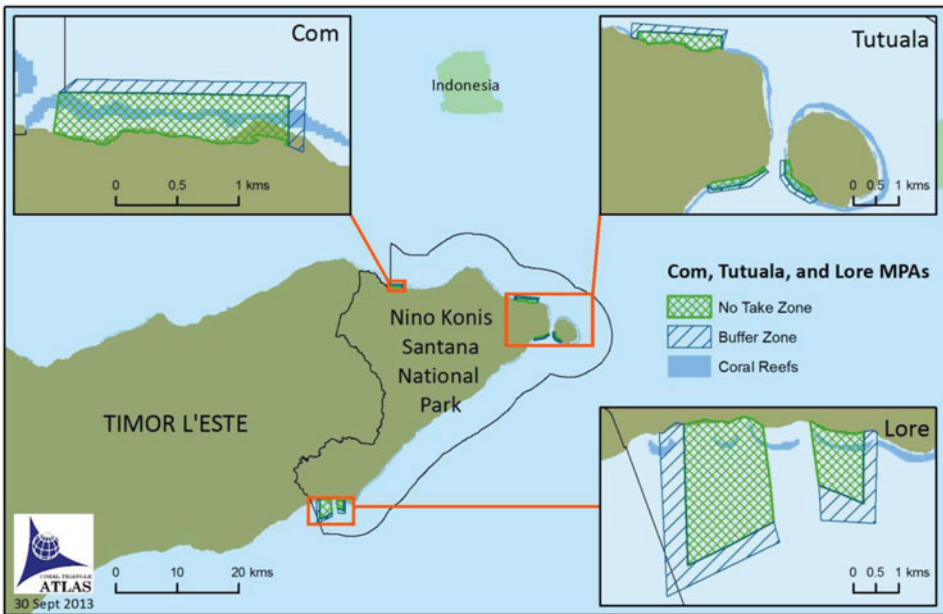 Com
0 0.5 1 kms
Indonesia
Tutuala
0 0.5 1 kms
Com, Tutuala, and Lore MPAs
No Take Zone
Buffer Zone
Coral Reefs
Nino Konis
Santana
National
Park
TIMOR L'ESTE
Lore
0 0.5 1 kms
CORAL TRIANGLE
ATLAS
30 Sept 2013
0 10 20 kms